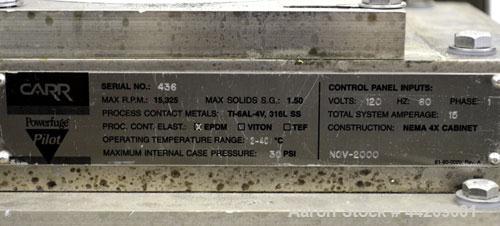 CARR
Powerfuge
Pilot
SERIAL NO.: 436
MAX R.P.M.: 15,325 MAX SOLIDS S.G.: 1.50
PROCESS CONTACT METALS: TI-6AL-4V, 316L SS
PROC. CONT. ELAST.: X EPDM VITON TEF
OPERATING TEMPERATURE RANGE: 2-40 °C
MAXIMUM INTERNAL CASE PRESSURE: 30 PSI
CONTROL PANEL INPUTS:
VOLTS: 120 HZ: 60 PHASE: 1
TOTAL SYSTEM AMPERAGE: 15
CONSTRUCTION: NEMA 4X CABINET
NOV-2000
Aaron Stock # 44209001